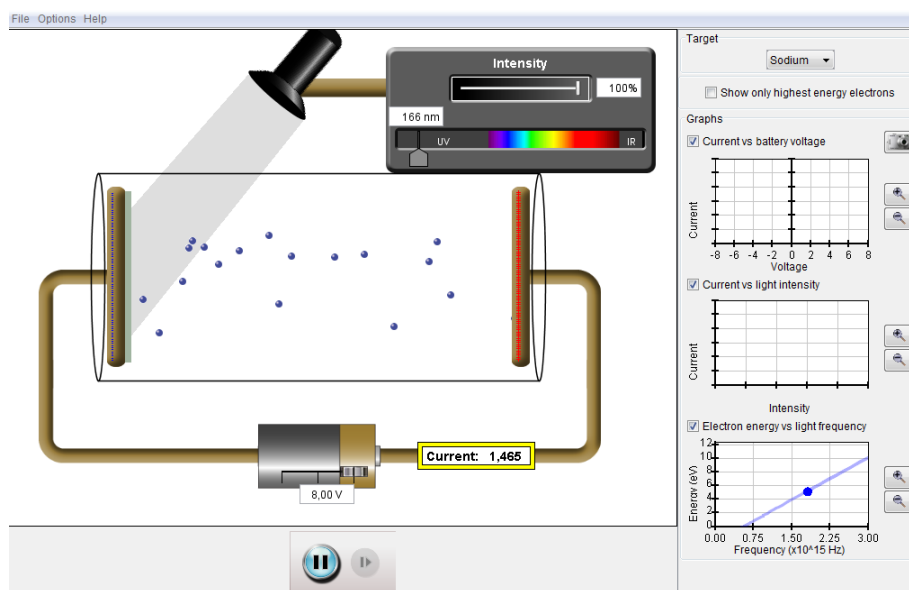 File Options Help
Target
Sodium
Show only highest energy electrons
Graphs
Intensity
100%
166 nm
UV
IR
Current vs battery voltage
Current
-8 -6 -4 -2 0 2 4 6 8
Voltage
Current vs light intensity
Current
Intensity
Electron energy vs light frequency
Energy (eV)
12
10
8
6
4
2
0
0.00 0.75 1.50 2.25 3.00
Frequency (x10^15 Hz)
Current: 1,465
8,00 V